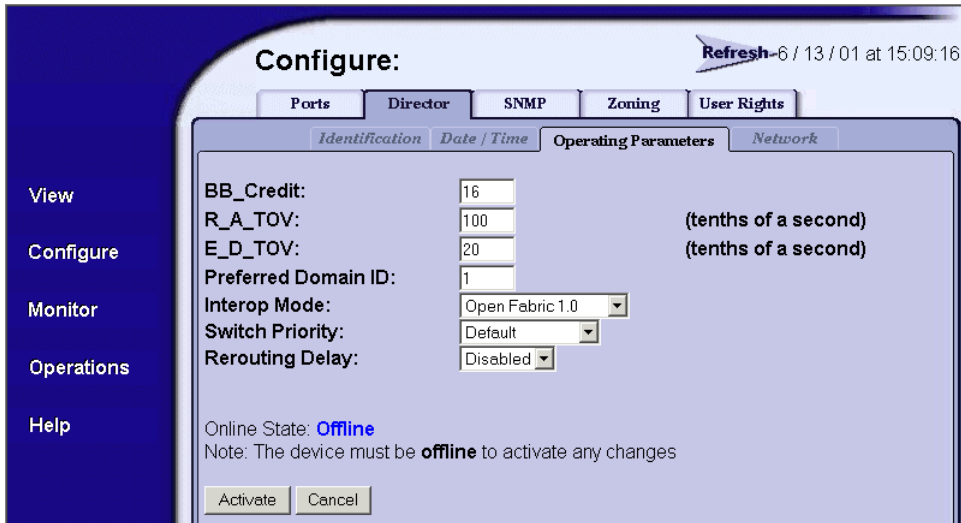 Configure:
Refresh-6 / 13 / 01 at 15:09:16
Ports Director SNMP Zoning User Rights
Identification Date / Time Operating Parameters Network
View
Configure
Monitor
Operations
Help
BB_Credit: 16
R_A_TOV: 100 (tenths of a second)
E_D_TOV: 20 (tenths of a second)
Preferred Domain ID: 1
Interop Mode: Open Fabric 1.0
Switch Priority: Default
Rerouting Delay: Disabled
Online State: Offline
Note: The device must be offline to activate any changes
Activate Cancel